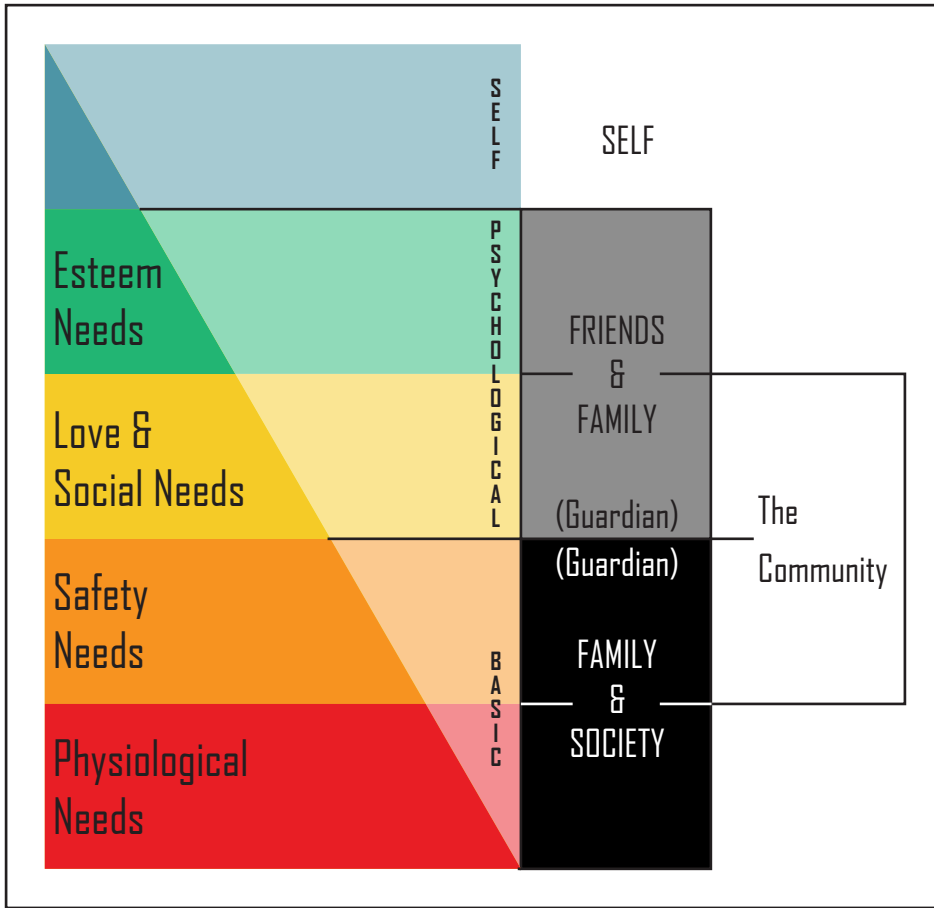 SELF
SELF
Esteem
Needs
PSYCHOLOGICAL
FRIENDS
&
FAMILY
Love &
Social Needs
(Guardian)
(Guardian)
The
Community
Safety
Needs
BASIC
FAMILY
&
SOCIETY
Physiological
Needs